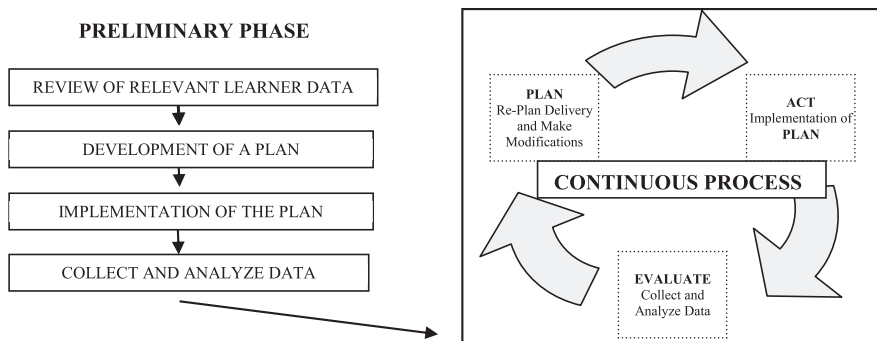 PRELIMINARY PHASE
REVIEW OF RELEVANT LEARNER DATA
DEVELOPMENT OF A PLAN
IMPLEMENTATION OF THE PLAN
COLLECT AND ANALYZE DATA
PLAN
Re-Plan Delivery
and Make
Modifications
ACT
Implementation of
PLAN
CONTINUOUS PROCESS
EVALUATE
Collect and
Analyze Data